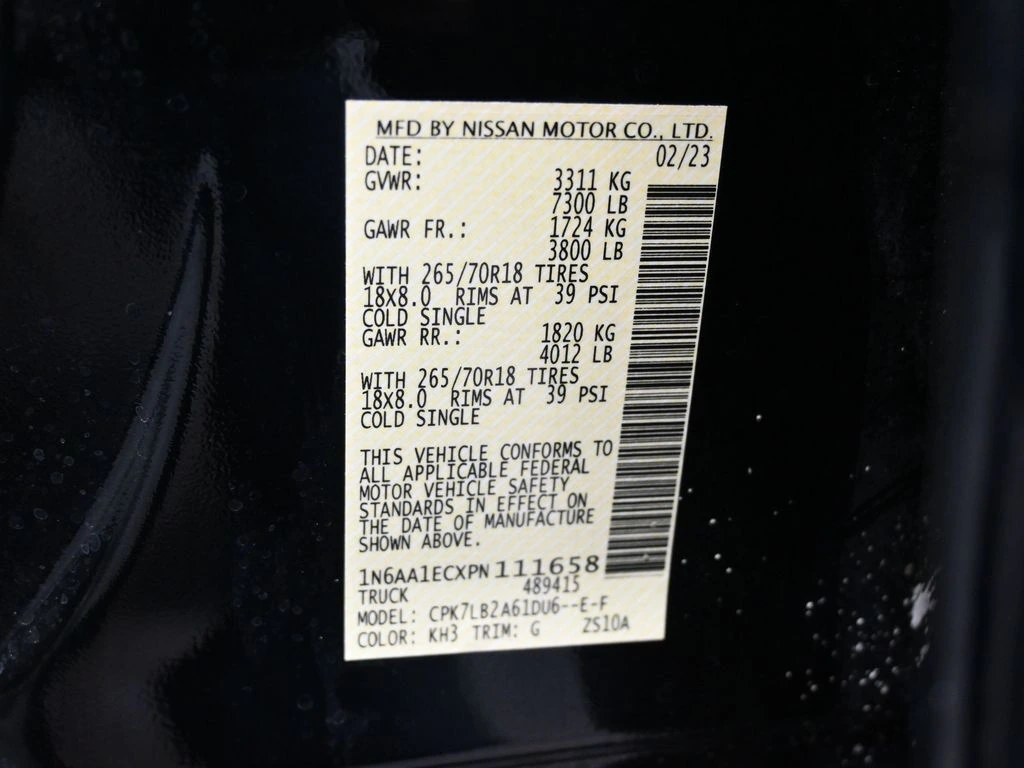 MFD BY NISSAN MOTOR CO., LTD.
DATE: 02/23
GVWR: 3311 KG
7300 LB
GAWR FR.: 1724 KG
3800 LB
WITH 265/70R18 TIRES
18X8.0 RIMS AT 39 PSI
COLD SINGLE
GAWR RR.: 1820 KG
4012 LB
WITH 265/70R18 TIRES
18X8.0 RIMS AT 39 PSI
COLD SINGLE
THIS VEHICLE CONFORMS TO
ALL APPLICABLE FEDERAL
MOTOR VEHICLE SAFETY
STANDARDS IN EFFECT ON
THE DATE OF MANUFACTURE
SHOWN ABOVE.
1N6AA1ECXPN111658
TRUCK 489415
MODEL: CPK7LB2A61DU6--E-F
COLOR: KH3 TRIM: G ZS10A